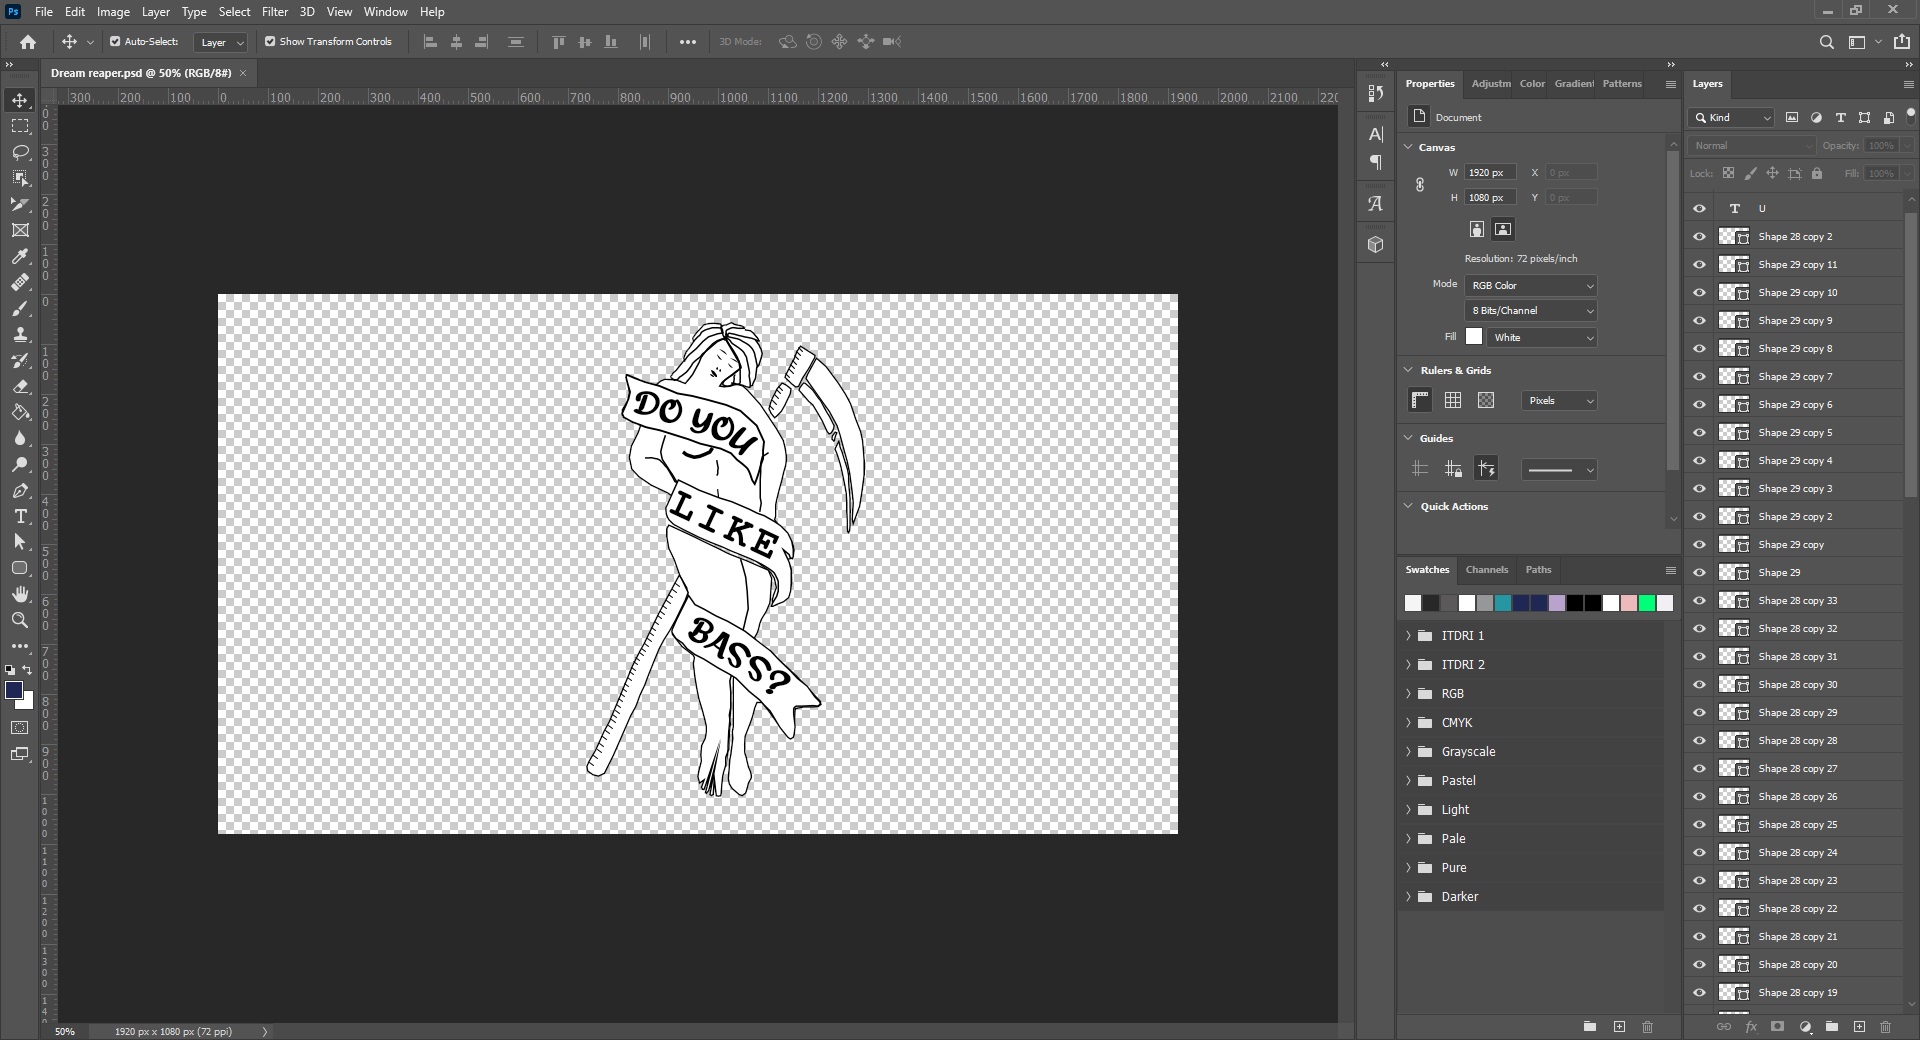 Ps File Edit Image Layer Type Select Filter 3D View Window Help
Auto-Select: Layer Show Transform Controls 3D Mode:
Dream reaper.psd @ 50% (RGB/8#)
300 200 100 0 100 200 300 400 500 600 700 800 900 1000 1100 1200 1300 1400 1500 1600 1700 1800 1900 2000 2100 220
DO YOU
LIKE
BASS?
50% 1920 px x 1080 px (72 ppi)
Properties Adjustm Color Gradient Patterns
Document
Canvas
W 1920 px X 0 px
H 1080 px Y 0 px
Resolution: 72 pixels/inch
Mode RGB Color
8 Bits/Channel
Fill White
Rulers & Grids
Pixels
Guides
Quick Actions
Swatches Channels Paths
ITDRI 1
ITDRI 2
RGB
CMYK
Grayscale
Pastel
Light
Pale
Pure
Darker
Layers
Kind
Normal Opacity: 100%
Lock: Fill: 100%
T U
Shape 28 copy 2
Shape 29 copy 11
Shape 29 copy 10
Shape 29 copy 9
Shape 29 copy 8
Shape 29 copy 7
Shape 29 copy 6
Shape 29 copy 5
Shape 29 copy 4
Shape 29 copy 3
Shape 29 copy 2
Shape 29 copy
Shape 29
Shape 28 copy 33
Shape 28 copy 32
Shape 28 copy 31
Shape 28 copy 30
Shape 28 copy 29
Shape 28 copy 28
Shape 28 copy 27
Shape 28 copy 26
Shape 28 copy 25
Shape 28 copy 24
Shape 28 copy 23
Shape 28 copy 22
Shape 28 copy 21
Shape 28 copy 20
Shape 28 copy 19